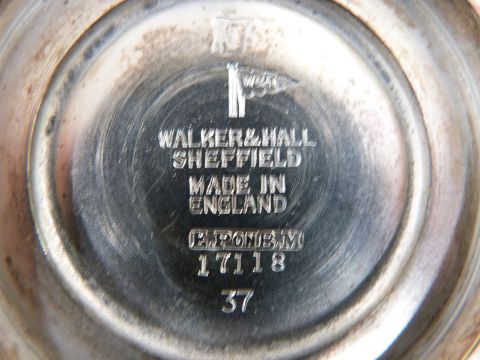 W&H
WALKER&HALL
SHEFFIELD
MADE IN
ENGLAND
E.P ON E.M
17118
37